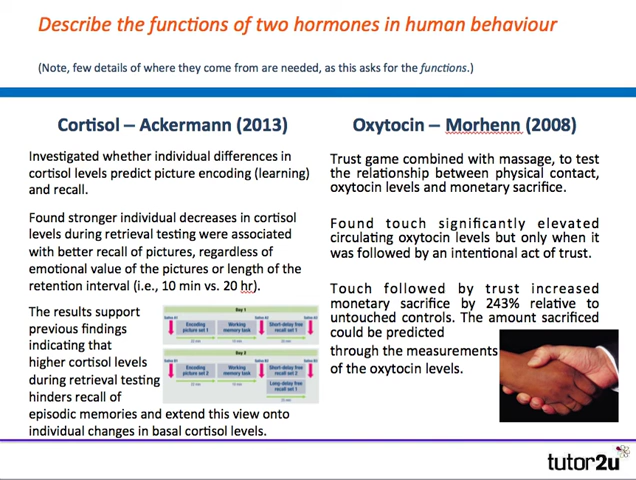 Describe the functions of two hormones in human behaviour
(Note, few details of where they come from are needed, as this asks for the functions.)
Cortisol – Ackermann (2013)
Investigated whether individual differences in
cortisol levels predict picture encoding (learning)
and recall.
Found stronger individual decreases in cortisol
levels during retrieval testing were associated
with better recall of pictures, regardless of
emotional value of the pictures or length of the
retention interval (i.e., 10 min vs. 20 hr).
The results support
previous findings
indicating that
higher cortisol levels
during retrieval testing
hinders recall of
episodic memories and extend this view onto
individual changes in basal cortisol levels.
Day 1
Encoding
picture set 1
Working
memory task
Short-delay free
recall set 1
Day 2
Encoding
picture set 2
Working
memory task
Short-delay free
recall set 2
Long-delay free
recall set 1
Oxytocin – Morhenn (2008)
Trust game combined with massage, to test
the relationship between physical contact,
oxytocin levels and monetary sacrifice.
Found touch significantly elevated
circulating oxytocin levels but only when it
was followed by an intentional act of trust.
Touch followed by trust increased
monetary sacrifice by 243% relative to
untouched controls. The amount sacrificed
could be predicted
through the measurements
of the oxytocin levels.
tutor2u